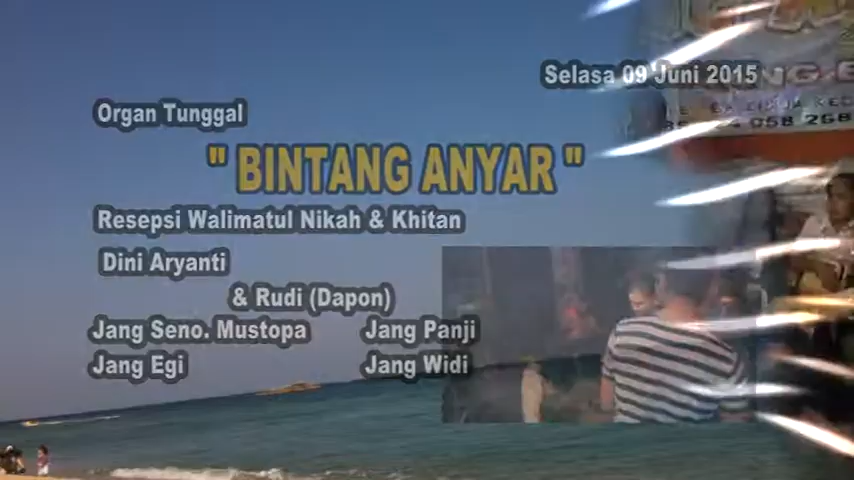 Selasa 09 Juni 2015
Organ Tunggal
" BINTANG ANYAR "
Resepsi Walimatul Nikah & Khitan
Dini Aryanti
& Rudi (Dapon)
Jang Seno. Mustopa Jang Panji
Jang Egi Jang Widi